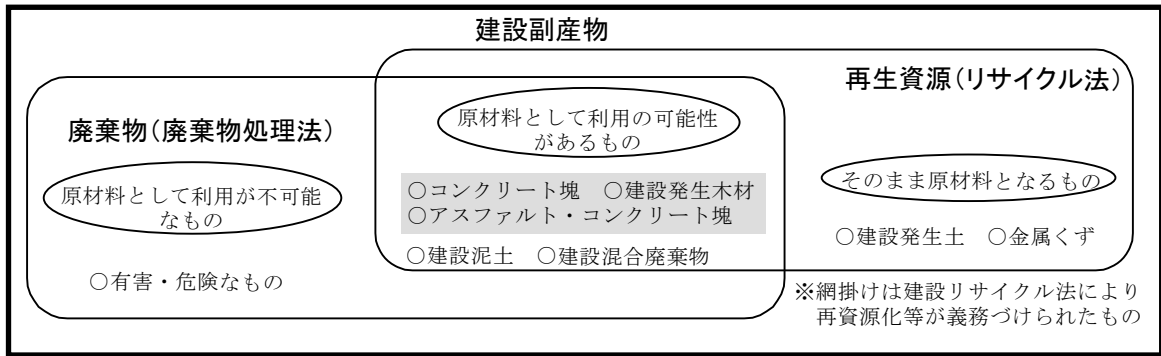 建設副産物
再生資源(リサイクル法)
廃棄物(廃棄物処理法)
原材料として利用が不可能
なもの
○有害・危険なもの
原材料として利用の可能性
があるもの
○コンクリート塊 ○建設発生木材
○アスファルト・コンクリート塊
○建設泥土 ○建設混合廃棄物
そのまま原材料となるもの
○建設発生土 ○金属くず
※網掛けは建設リサイクル法により
再資源化等が義務づけられたもの